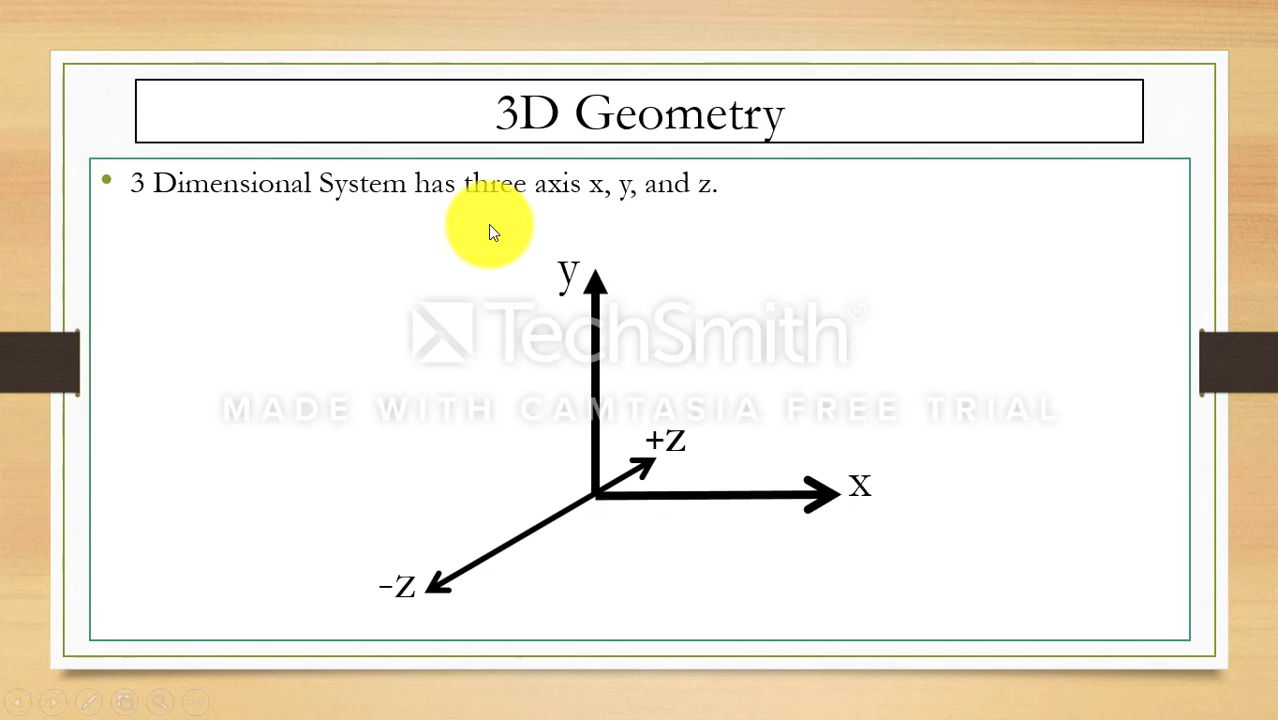 3D Geometry
3 Dimensional System has three axis x, y, and z.
y
TechSmith
MADE WITH CAMTASIA FREE TRIAL
+z
x
-z